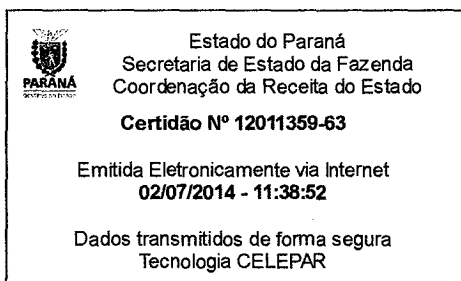 Estado do Paraná
Secretaria de Estado da Fazenda
PARANÁ
Coordenação da Receita do Estado
Certidão Nº 12011359-63
Emitida Eletronicamente via Internet
02/07/2014 - 11:38:52
Dados transmitidos de forma segura
Tecnologia CELEPAR